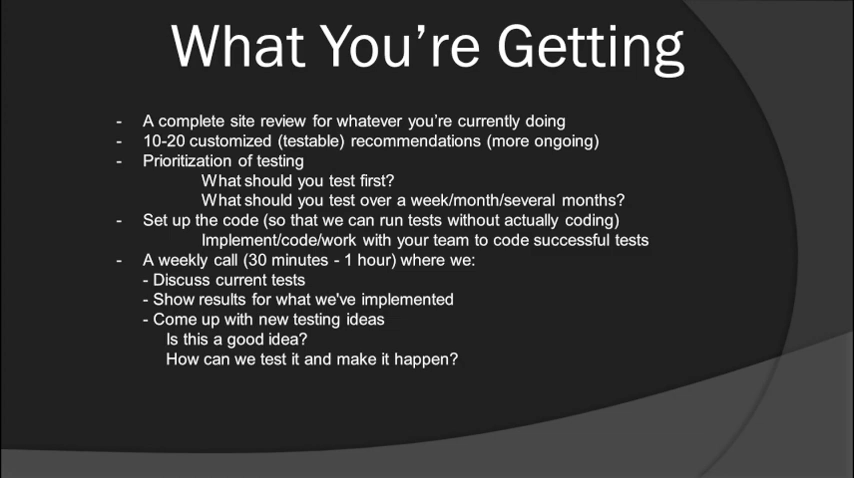 What You're Getting
- A complete site review for whatever you're currently doing
- 10-20 customized (testable) recommendations (more ongoing)
- Prioritization of testing
What should you test first?
What should you test over a week/month/several months?
- Set up the code (so that we can run tests without actually coding)
Implement/code/work with your team to code successful tests
- A weekly call (30 minutes - 1 hour) where we:
- Discuss current tests
- Show results for what we've implemented
- Come up with new testing ideas
Is this a good idea?
How can we test it and make it happen?